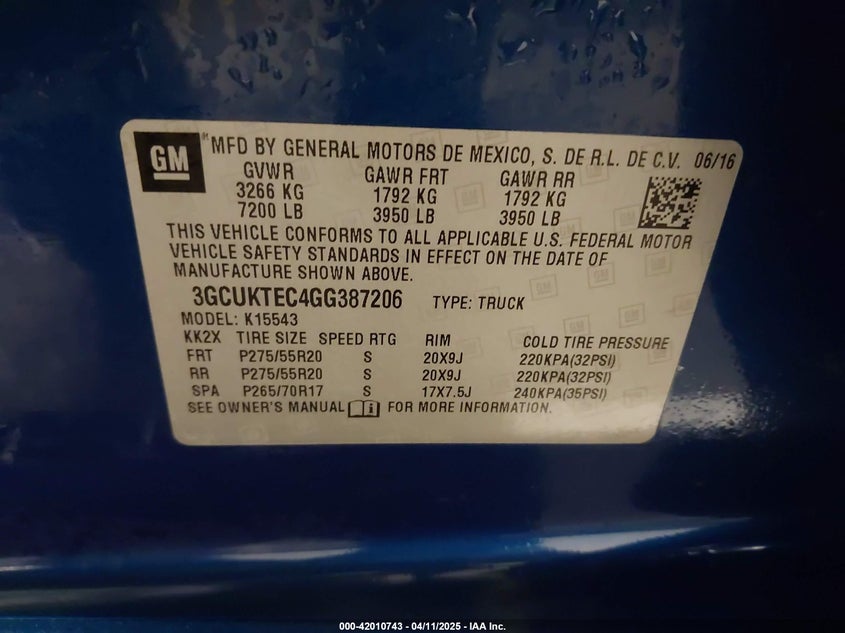 GM
MFD BY GENERAL MOTORS DE MEXICO, S. DE R.L. DE C.V. 06/16
GVWR GAWR FRT GAWR RR
3266 KG 1792 KG 1792 KG
7200 LB 3950 LB 3950 LB
THIS VEHICLE CONFORMS TO ALL APPLICABLE U.S. FEDERAL MOTOR
VEHICLE SAFETY STANDARDS IN EFFECT ON THE DATE OF
MANUFACTURE SHOWN ABOVE.
3GCUKTEC4GG387206 TYPE: TRUCK
MODEL: K15543
KK2X TIRE SIZE SPEED RTG RIM COLD TIRE PRESSURE
FRT P275/55R20 S 20X9J 220KPA(32PSI)
RR P275/55R20 S 20X9J 220KPA(32PSI)
SPA P265/70R17 S 17X7.5J 240KPA(35PSI)
SEE OWNER'S MANUAL FOR MORE INFORMATION.
000-42010743 - 04/11/2025 - IAA Inc.